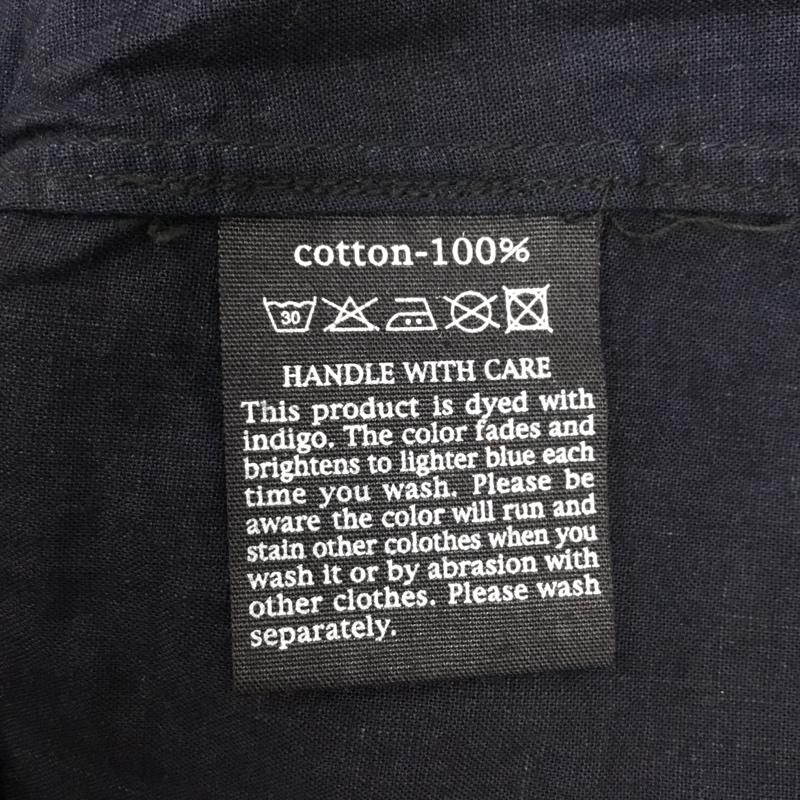 cotton-100%
30
HANDLE WITH CARE
This product is dyed with
indigo. The color fades and
brightens to lighter blue each
time you wash. Please be
aware the color will run and
stain other colothes when you
wash it or by abrasion with
other clothes. Please wash
separately.